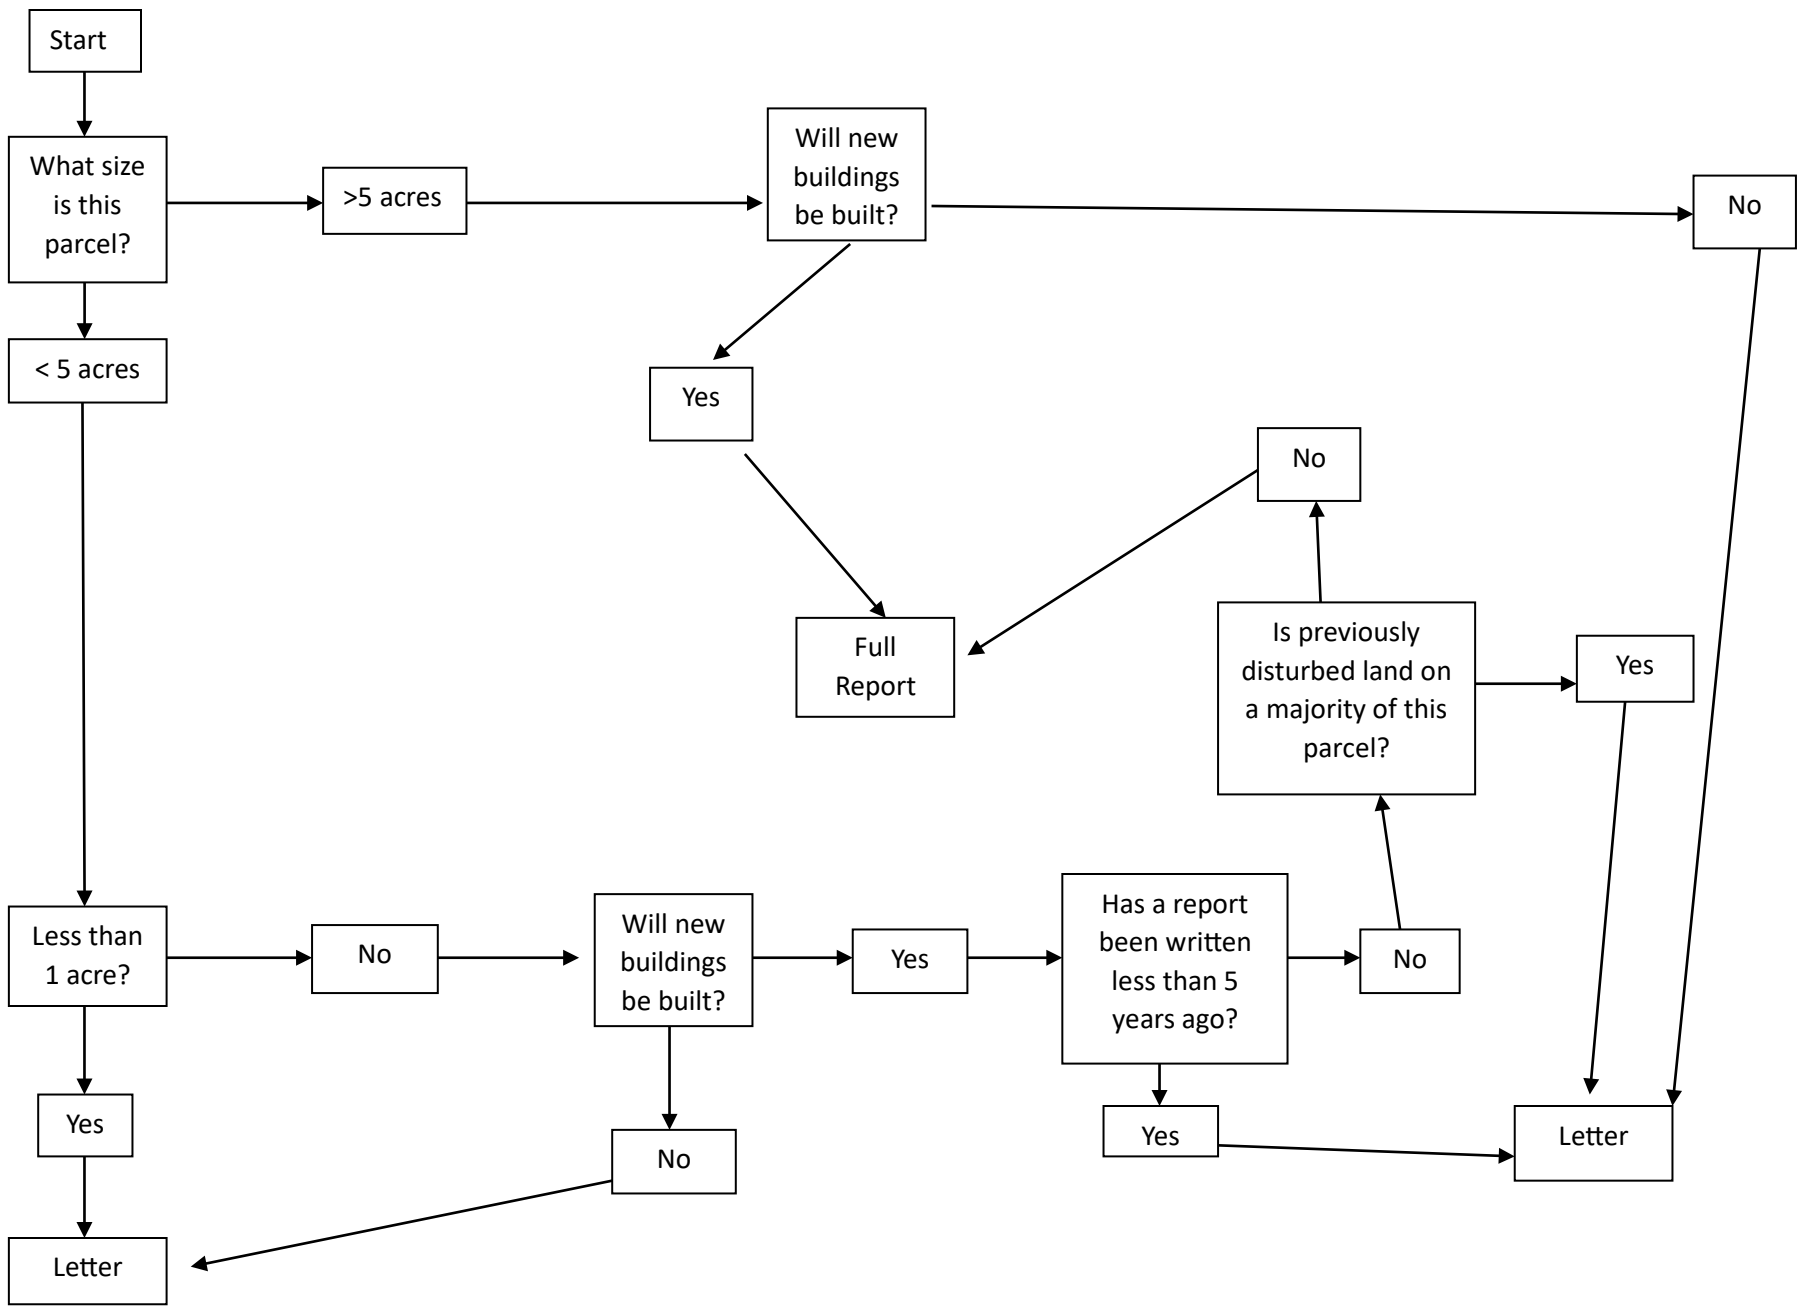 Start
What size
is this
parcel?
>5 acres
Will new
buildings
be built?
No
< 5 acres
Yes
No
Full
Report
Is previously
disturbed land on
a majority of this
parcel?
Yes
Less than
1 acre?
No
Will new
buildings
be built?
Yes
Has a report
been written
less than 5
years ago?
No
Yes
No
Yes
Letter
Letter